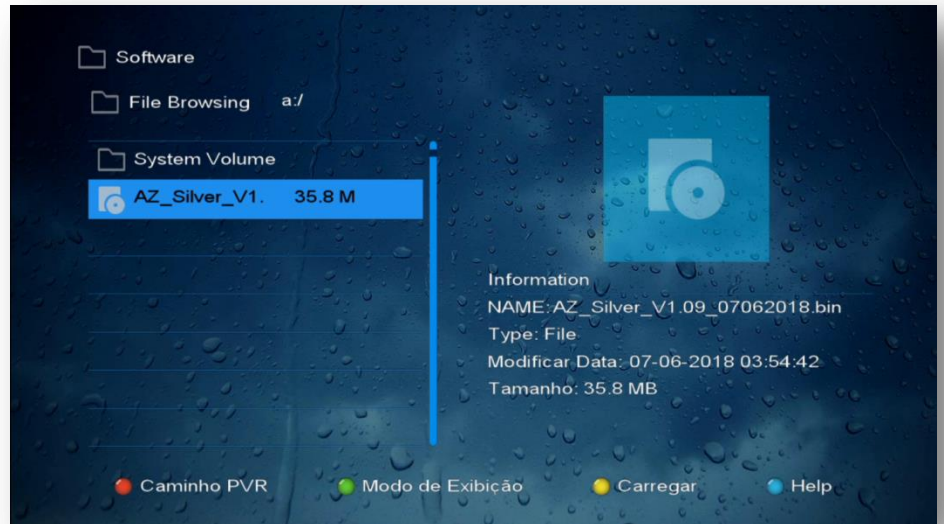 Software
File Browsing a:/
System Volume
AZ_Silver_V1. 35.8 M
Information
NAME: AZ_Silver_V1.09_07062018.bin
Type: File
Modificar Data: 07-06-2018 03:54:42
Tamanho: 35.8 MB
Caminho PVR Modo de Exibição Carregar Help